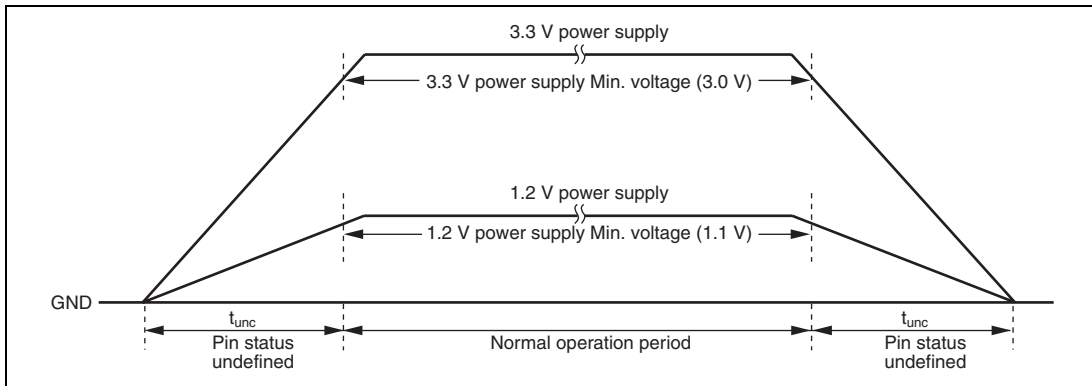 3.3 V power supply
3.3 V power supply Min. voltage (3.0 V)
1.2 V power supply
1.2 V power supply Min. voltage (1.1 V)
GND
tunc
Pin status
undefined
Normal operation period
tunc
Pin status
undefined